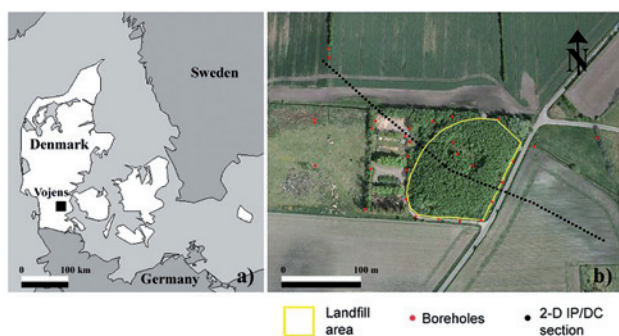 Sweden
Denmark
Vojens
Germany
0 100 km
a)
N
0 100 m
b)
Landfill area
Boreholes
2-D IP/DC section